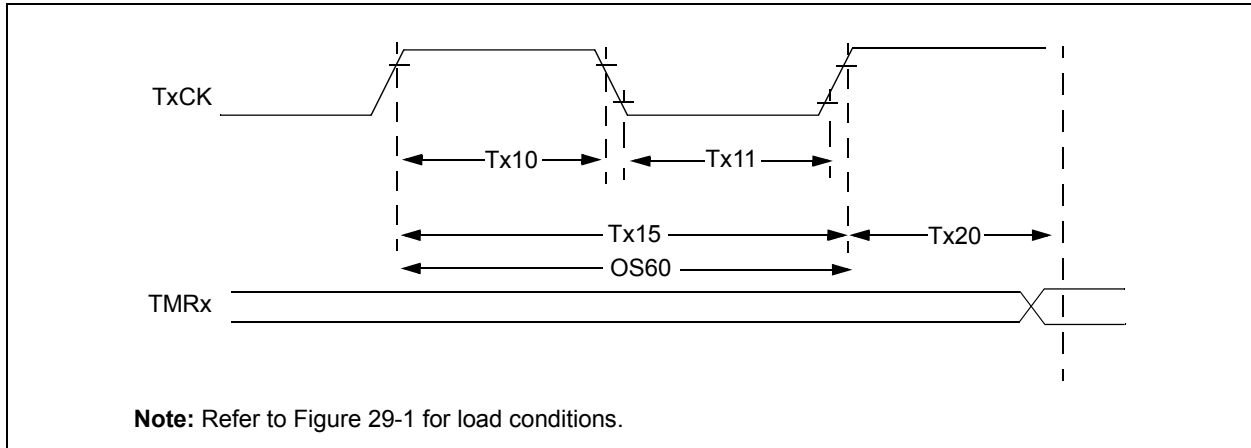 TxCK
Tx10
Tx11
Tx15
Tx20
OS60
TMRx
Note: Refer to Figure 29-1 for load conditions.